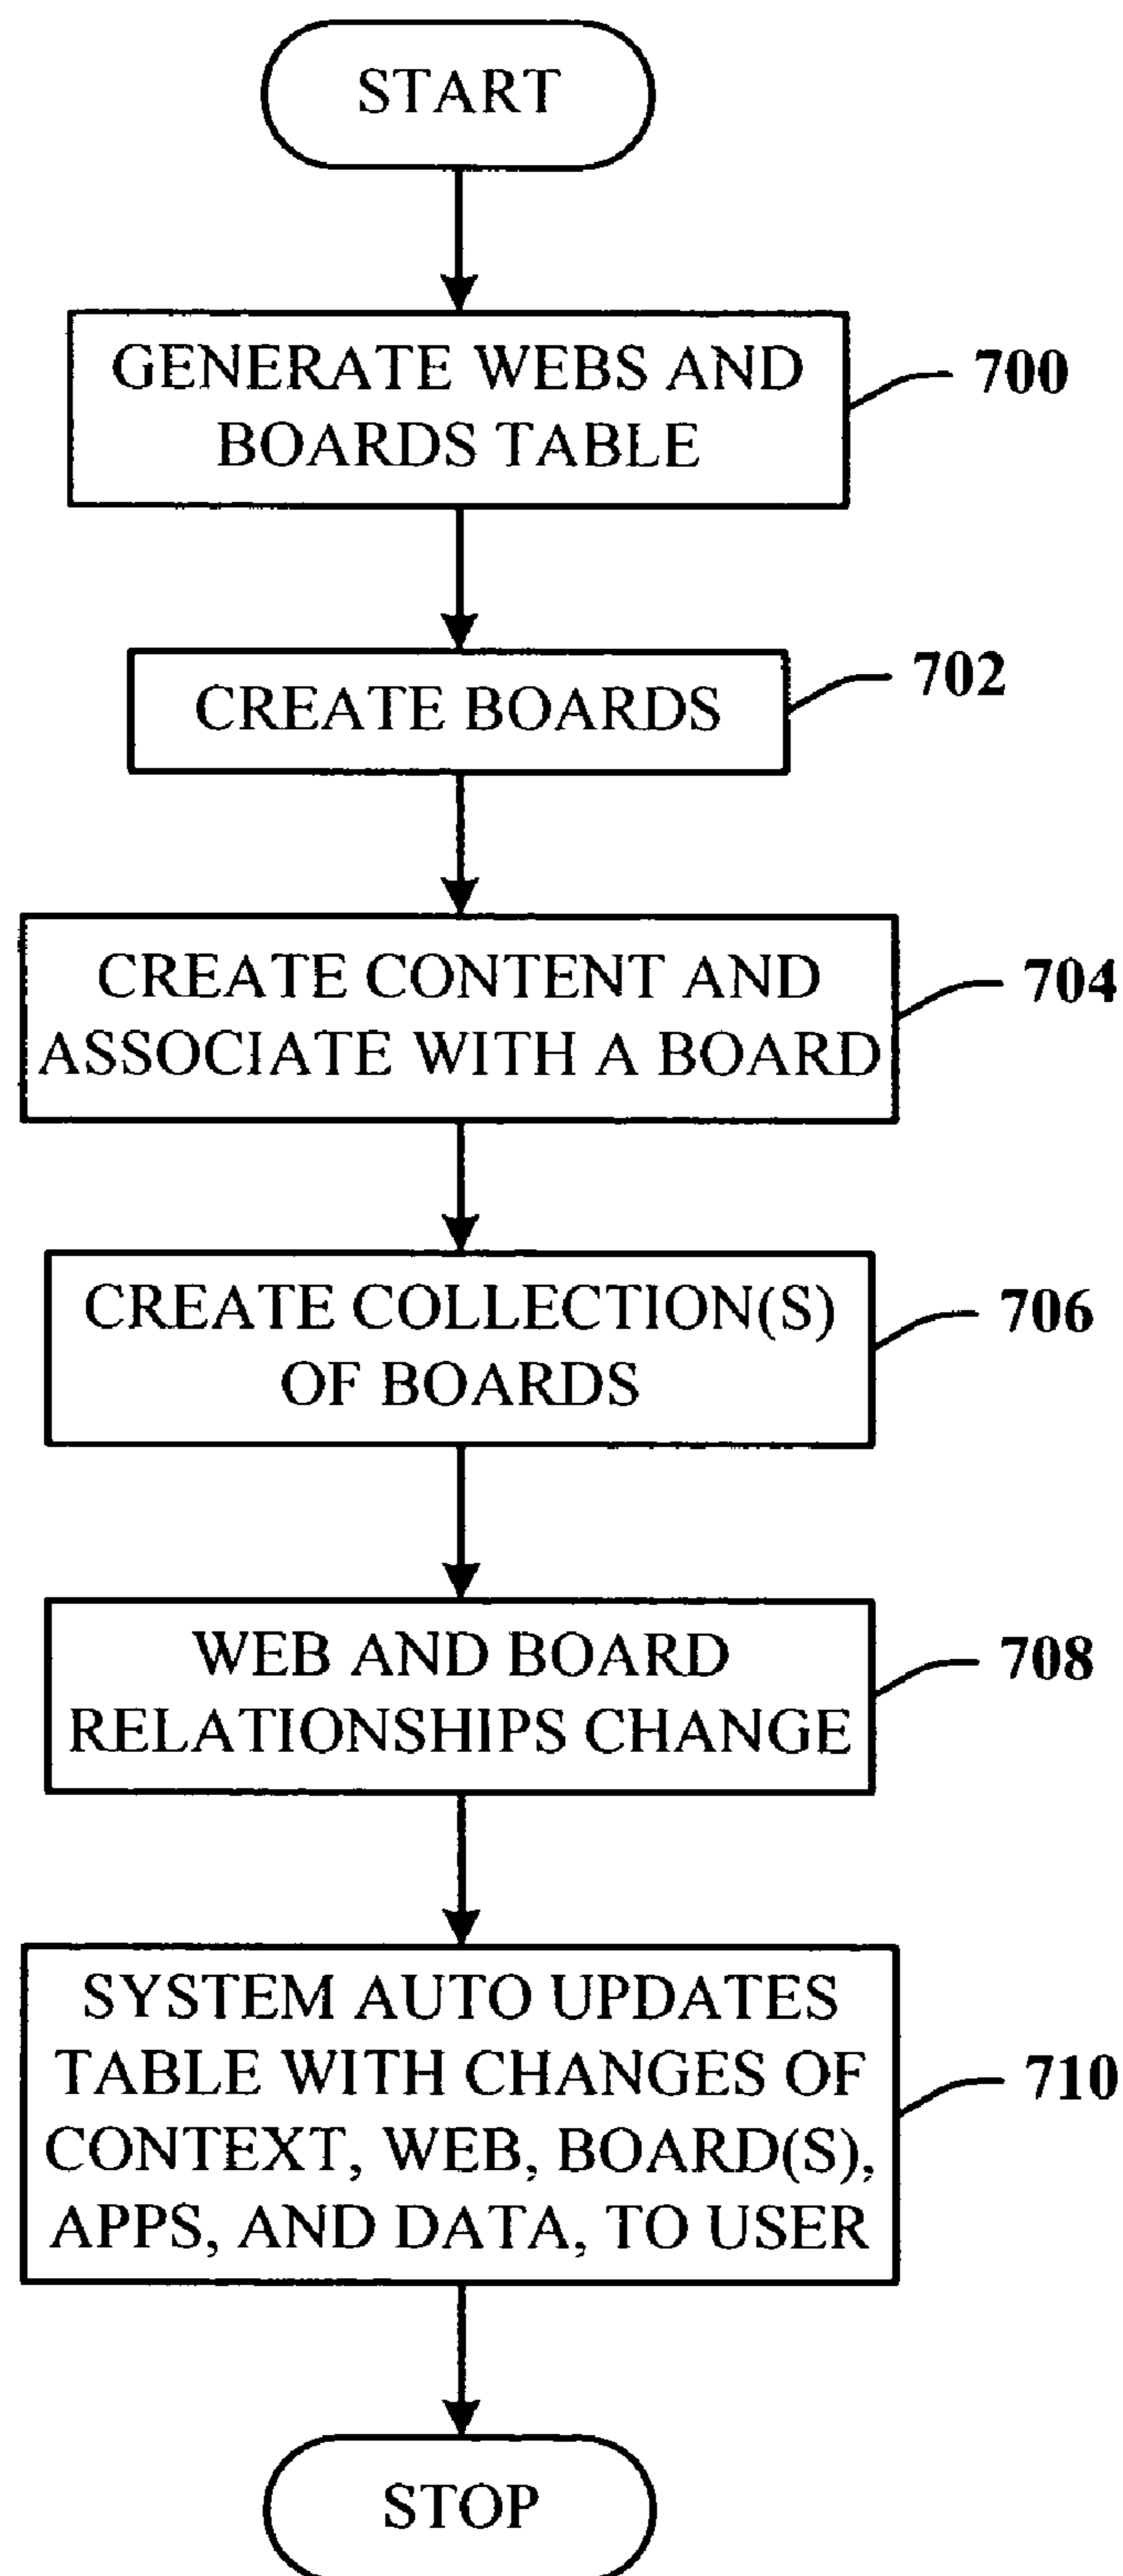 START
GENERATE WEBS AND
BOARDS TABLE
700
CREATE BOARDS
702
CREATE CONTENT AND
ASSOCIATE WITH A BOARD
704
CREATE COLLECTION(S)
OF BOARDS
706
WEB AND BOARD
RELATIONSHIPS CHANGE
708
SYSTEM AUTO UPDATES
TABLE WITH CHANGES OF
CONTEXT, WEB, BOARD(S),
APPS, AND DATA, TO USER
710
STOP